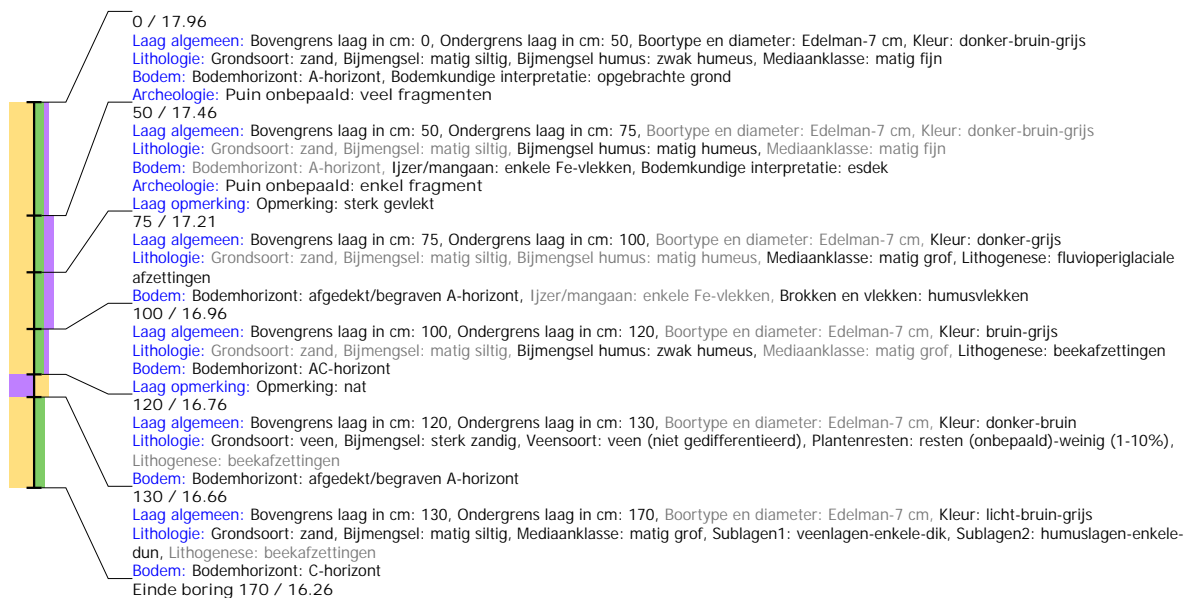 0 / 17.96
Laag algemeen: Bovengrens laag in cm: 0, Ondergrens laag in cm: 50, Boortype en diameter: Edelman-7 cm, Kleur: donker-bruin-grijs
Lithologie: Grondsoort: zand, Bijmengsel: matig siltig, Bijmengsel humus: zwak humeus, Mediaanklasse: matig fijn
Bodem: Bodemhorizont: A-horizont, Bodemkundige interpretatie: opgebrachte grond
Archeologie: Puin onbepaald: veel fragmenten
50 / 17.46
Laag algemeen: Bovengrens laag in cm: 50, Ondergrens laag in cm: 75, Boortype en diameter: Edelman-7 cm, Kleur: donker-bruin-grijs
Lithologie: Grondsoort: zand, Bijmengsel: matig siltig, Bijmengsel humus: matig humeus, Mediaanklasse: matig fijn
Bodem: Bodemhorizont: A-horizont, Ijzer/mangaan: enkele Fe-vlekken, Bodemkundige interpretatie: esdek
Archeologie: Puin onbepaald: enkel fragment
Laag opmerking: Opmerking: sterk gevlekt
75 / 17.21
Laag algemeen: Bovengrens laag in cm: 75, Ondergrens laag in cm: 100, Boortype en diameter: Edelman-7 cm, Kleur: donker-grijs
Lithologie: Grondsoort: zand, Bijmengsel: matig siltig, Bijmengsel humus: matig humeus, Mediaanklasse: matig grof, Lithogenese: fluvioperiglaciale
afzettingen
Bodem: Bodemhorizont: afgedekt/begraven A-horizont, Ijzer/mangaan: enkele Fe-vlekken, Brokken en vlekken: humusvlekken
100 / 16.96
Laag algemeen: Bovengrens laag in cm: 100, Ondergrens laag in cm: 120, Boortype en diameter: Edelman-7 cm, Kleur: bruin-grijs
Lithologie: Grondsoort: zand, Bijmengsel: matig siltig, Bijmengsel humus: zwak humeus, Mediaanklasse: matig grof, Lithogenese: beekafzettingen
Bodem: Bodemhorizont: AC-horizont
Laag opmerking: Opmerking: nat
120 / 16.76
Laag algemeen: Bovengrens laag in cm: 120, Ondergrens laag in cm: 130, Boortype en diameter: Edelman-7 cm, Kleur: donker-bruin
Lithologie: Grondsoort: veen, Bijmengsel: sterk zandig, Veensoort: veen (niet gedifferentieerd), Plantenresten: resten (onbepaald)-weinig (1-10%),
Lithogenese: beekafzettingen
Bodem: Bodemhorizont: afgedekt/begraven A-horizont
130 / 16.66
Laag algemeen: Bovengrens laag in cm: 130, Ondergrens laag in cm: 170, Boortype en diameter: Edelman-7 cm, Kleur: licht-bruin-grijs
Lithologie: Grondsoort: zand, Bijmengsel: matig siltig, Mediaanklasse: matig grof, Sublagen1: veenlagen-enkele-dik, Sublagen2: humuslagen-enkele-
dun, Lithogenese: beekafzettingen
Bodem: Bodemhorizont: C-horizont
Einde boring 170 / 16.26